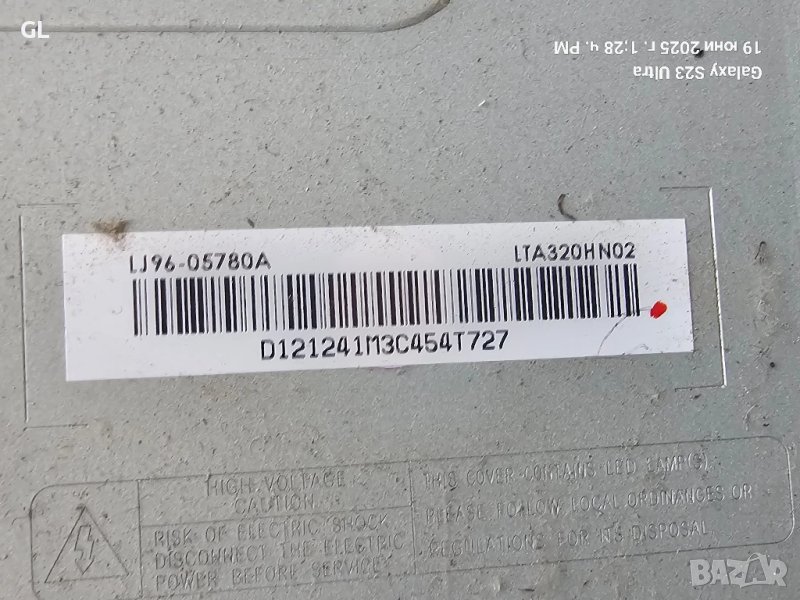 GL
Galaxy S23 Ultra
19 юни 2025 г. 1:28 ч. PM
LJ96-05780A
LTA320HN02
D121241M3C454T727
HIGH VOLTAGE
CAUTION
RISK OF ELECTRIC SHOCK
DISCONNECT THE ELECTRIC
POWER BEFORE SERVICE
THIS COVER CONTAINS LED LAMP(S)
PLEASE FOLLOW LOCAL ORDINANCES OR
REGULATIONS FOR ITS DISPOSAL
BAZAR